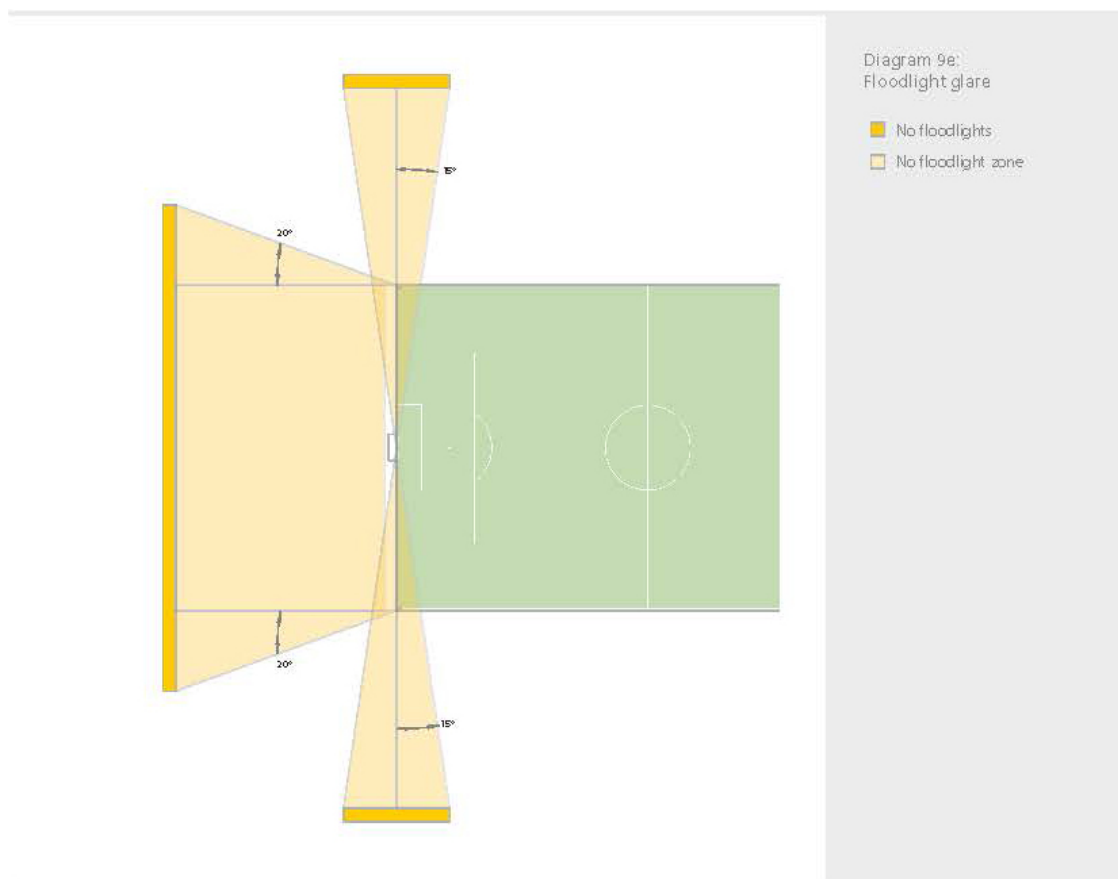 Diagram 9e:
Floodlight glare
No floodlights
No floodlight zone
15°
20°
20°
15°